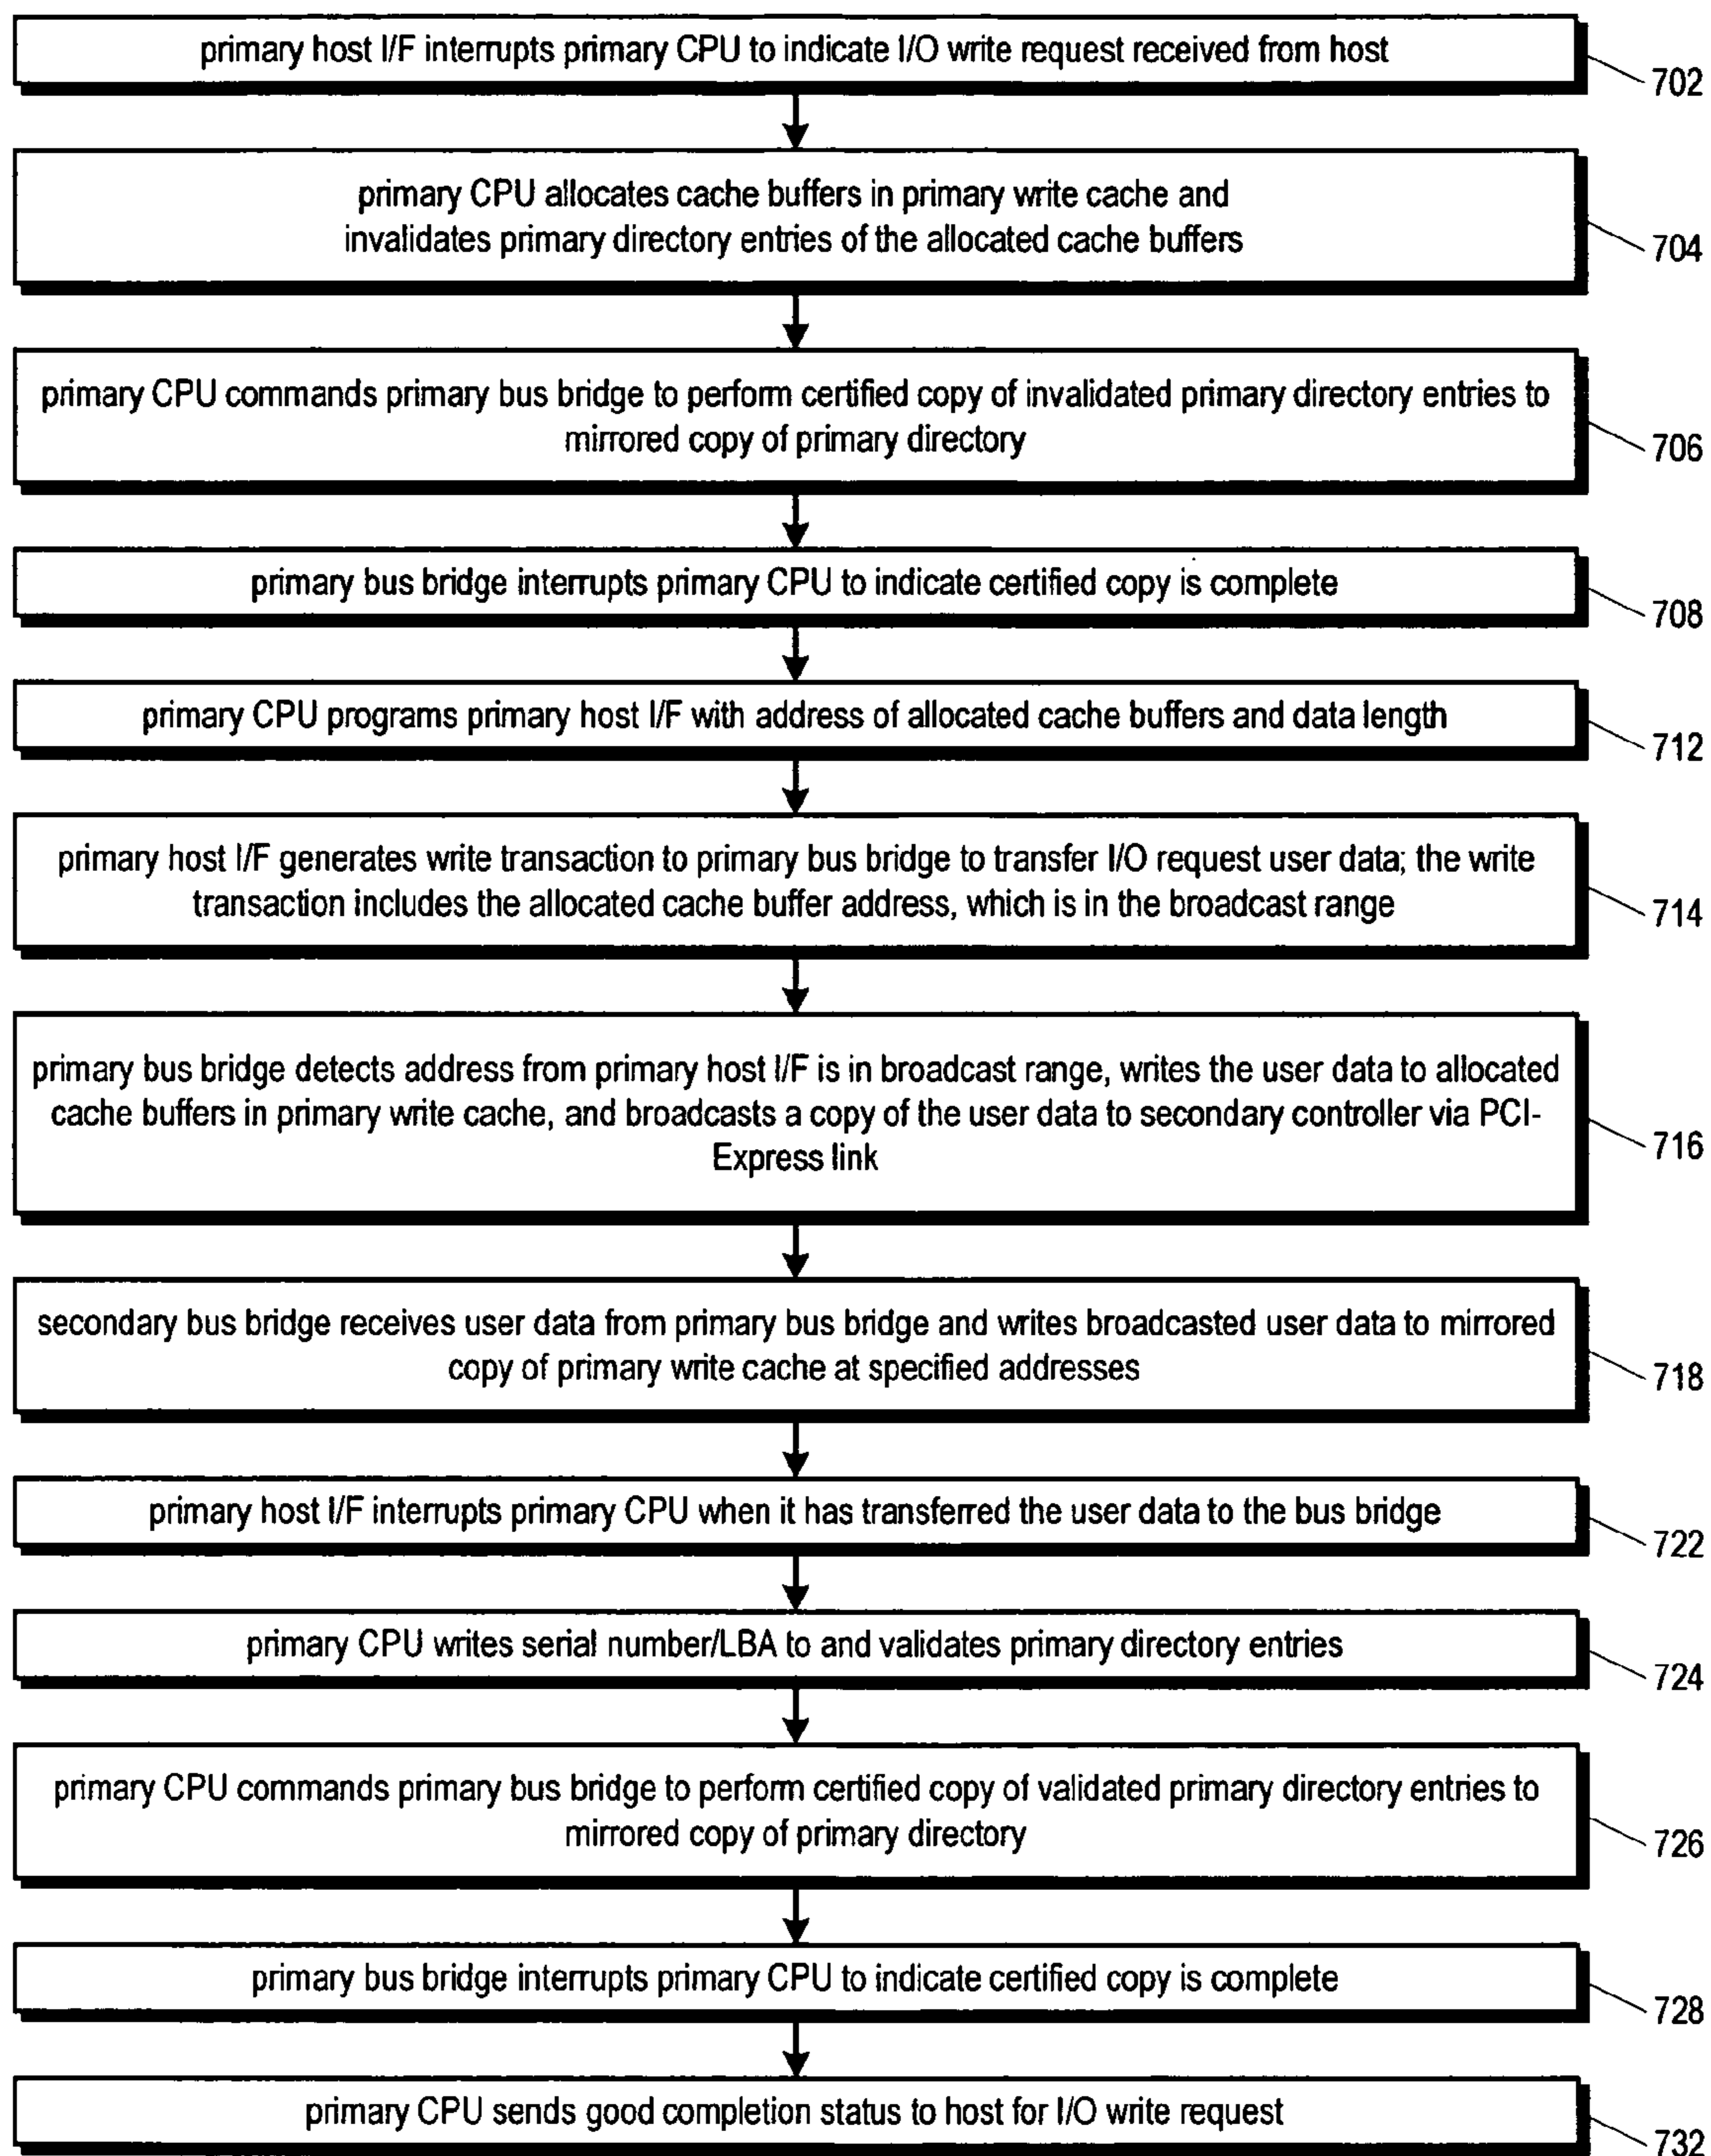 primary host I/F interrupts primary CPU to indicate I/O write request received from host
702
primary CPU allocates cache buffers in primary write cache and
invalidates primary directory entries of the allocated cache buffers
704
primary CPU commands primary bus bridge to perform certified copy of invalidated primary directory entries to
mirrored copy of primary directory
706
primary bus bridge interrupts primary CPU to indicate certified copy is complete
708
primary CPU programs primary host I/F with address of allocated cache buffers and data length
712
primary host I/F generates write transaction to primary bus bridge to transfer I/O request user data; the write
transaction includes the allocated cache buffer address, which is in the broadcast range
714
primary bus bridge detects address from primary host I/F is in broadcast range, writes the user data to allocated
cache buffers in primary write cache, and broadcasts a copy of the user data to secondary controller via PCI-
Express link
716
secondary bus bridge receives user data from primary bus bridge and writes broadcasted user data to mirrored
copy of primary write cache at specified addresses
718
primary host I/F interrupts primary CPU when it has transferred the user data to the bus bridge
722
primary CPU writes serial number/LBA to and validates primary directory entries
724
primary CPU commands primary bus bridge to perform certified copy of validated primary directory entries to
mirrored copy of primary directory
726
primary bus bridge interrupts primary CPU to indicate certified copy is complete
728
primary CPU sends good completion status to host for I/O write request
732